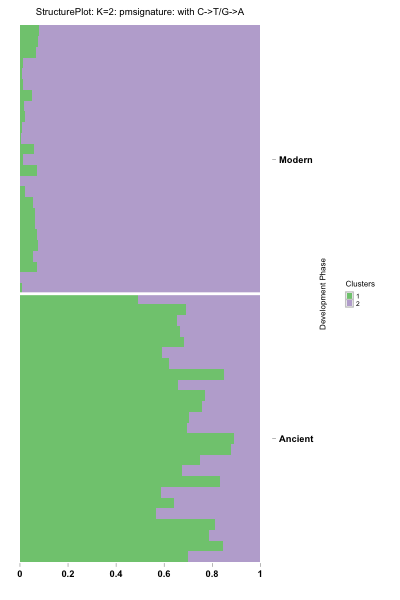 StructurePlot: K=2: pmsignature: with C->T/G->A
Modern
Development Phase
Clusters
1
2
Ancient
0 0.2 0.4 0.6 0.8 1